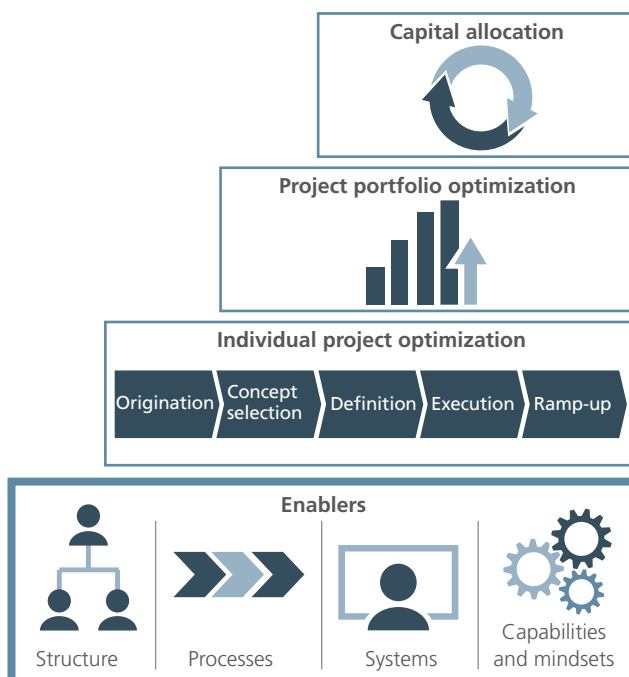 Capital allocation
Project portfolio optimization
Individual project optimization
Origination
Concept
selection
Definition
Execution
Ramp-up
Enablers
Structure
Processes
Systems
Capabilities
and mindsets